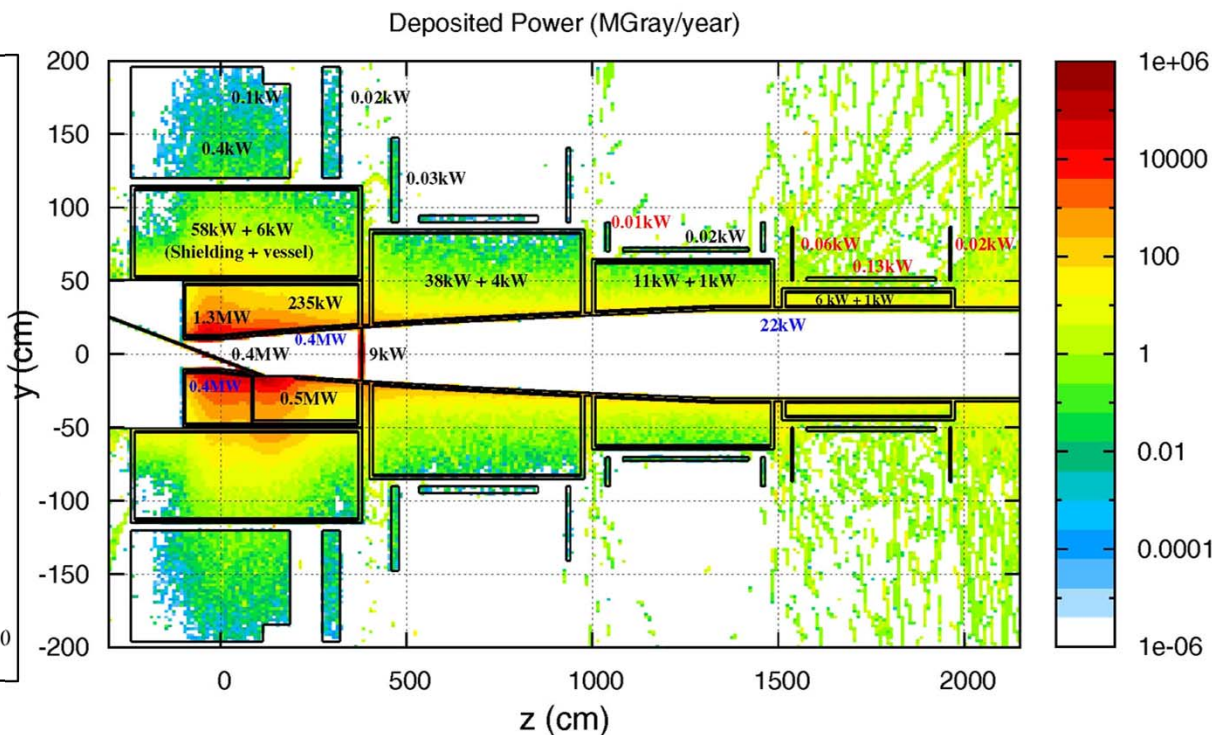 Deposited Power (MGray/year)
200
150
100
50
0
-50
-100
-150
-200
y (cm)
0
0
500
1000
1500
2000
z (cm)
1e+06
10000
100
1
0.01
0.0001
1e-06
0.1kW
0.02kW
0.4kW
0.03kW
58kW + 6kW
(Shielding + vessel)
0.01kW
0.02kW
0.06kW
0.02kW
0.13kW
38kW + 4kW
11kW + 1kW
6 kW + 1kW
235kW
1.3MW
0.4MW
22kW
0.4MW
9kW
0.4MW
0.5MW